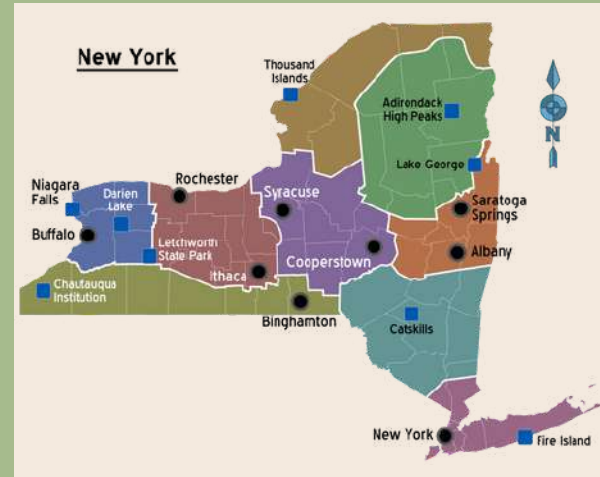 New York
Thousand
Islands
Adirondack
High Peaks
Lake George
N
Niagara
Falls
Darien
Lake
Rochester
Syracuse
Saratoga
Springs
Buffalo
Letchworth
State Park
Ithaca
Cooperstown
Albany
Chautauqua
Institution
Binghamton
Catskills
New York
Fire Island